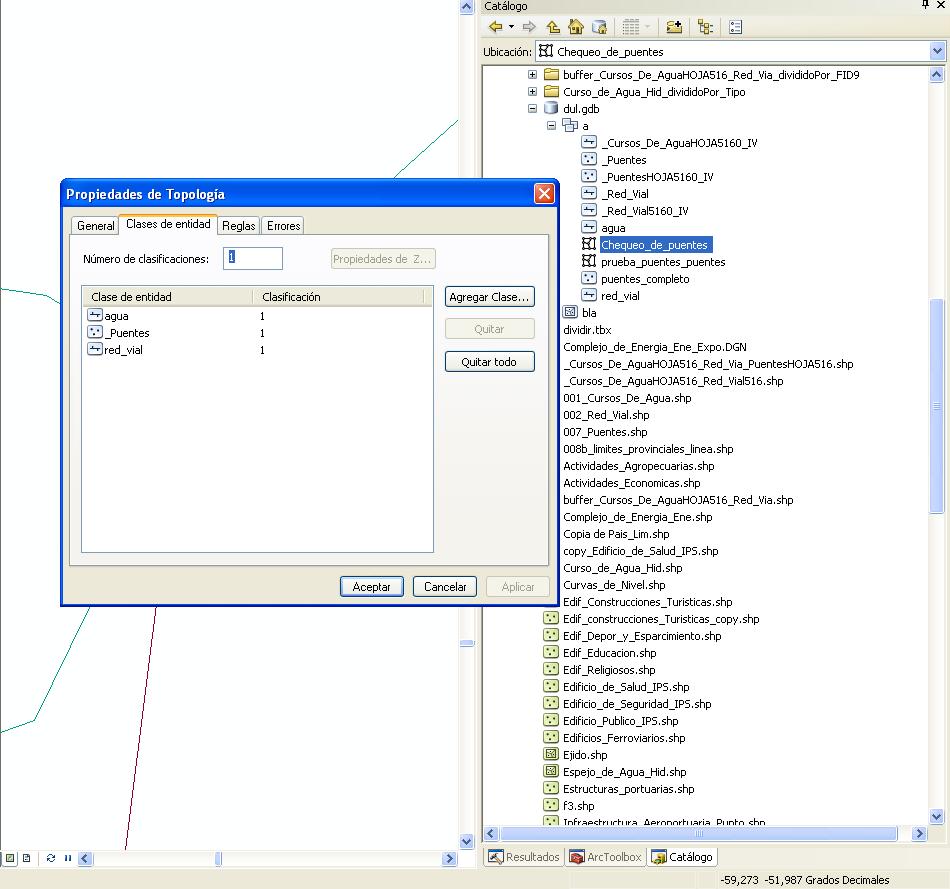 Catálogo
Ubicación: Chequeo_de_puentes
buffer_Cursos_De_AguaHOJA516_Red_Via_divididoPor_FID9
Curso_de_Agua_Hid_divididoPor_Tipo
dul.gdb
a
_Cursos_De_AguaHOJA5160_IV
_Puentes
_PuentesHOJA5160_IV
_Red_Vial
_Red_Vial5160_IV
agua
Chequeo_de_puentes
prueba_puentes_puentes
puentes_completo
red_vial
bla
dividir.tbx
Complejo_de_Energia_Ene_Expo.DGN
_Cursos_De_AguaHOJA516_Red_Via_PuentesHOJA516.shp
_Cursos_De_AguaHOJA516_Red_Vial516.shp
001_Cursos_De_Agua.shp
002_Red_Vial.shp
007_Puentes.shp
008b_limites_provinciales_linea.shp
Actividades_Agropecuarias.shp
Actividades_Economicas.shp
buffer_Cursos_De_AguaHOJA516_Red_Via.shp
Complejo_de_Energia_Ene.shp
Copia de Pais_Lim.shp
copy_Edificio_de_Salud_IPS.shp
Curso_de_Agua_Hid.shp
Curvas_de_Nivel.shp
Edif_Construcciones_Turisticas.shp
Edif_construcciones_Turisticas_copy.shp
Edif_Depor_y_Esparcimiento.shp
Edif_Educacion.shp
Edif_Religiosos.shp
Edificio_de_Salud_IPS.shp
Edificio_de_Seguridad_IPS.shp
Edificio_Publico_IPS.shp
Edificios_Ferroviarios.shp
Ejido.shp
Espejo_de_Agua_Hid.shp
Estructuras_portuarias.shp
f3.shp
Infraestructura_Aeroportuaria_Punto.shp
Propiedades de Topología
General Clases de entidad Reglas Errores
Número de clasificaciones: 1 Propiedades de Z...
Clase de entidad Clasificación
agua 1
_Puentes 1
red_vial 1
Agregar Clase...
Quitar
Quitar todo
Aceptar Cancelar Aplicar
Resultados ArcToolbox Catálogo
-59,273 -51,987 Grados Decimales